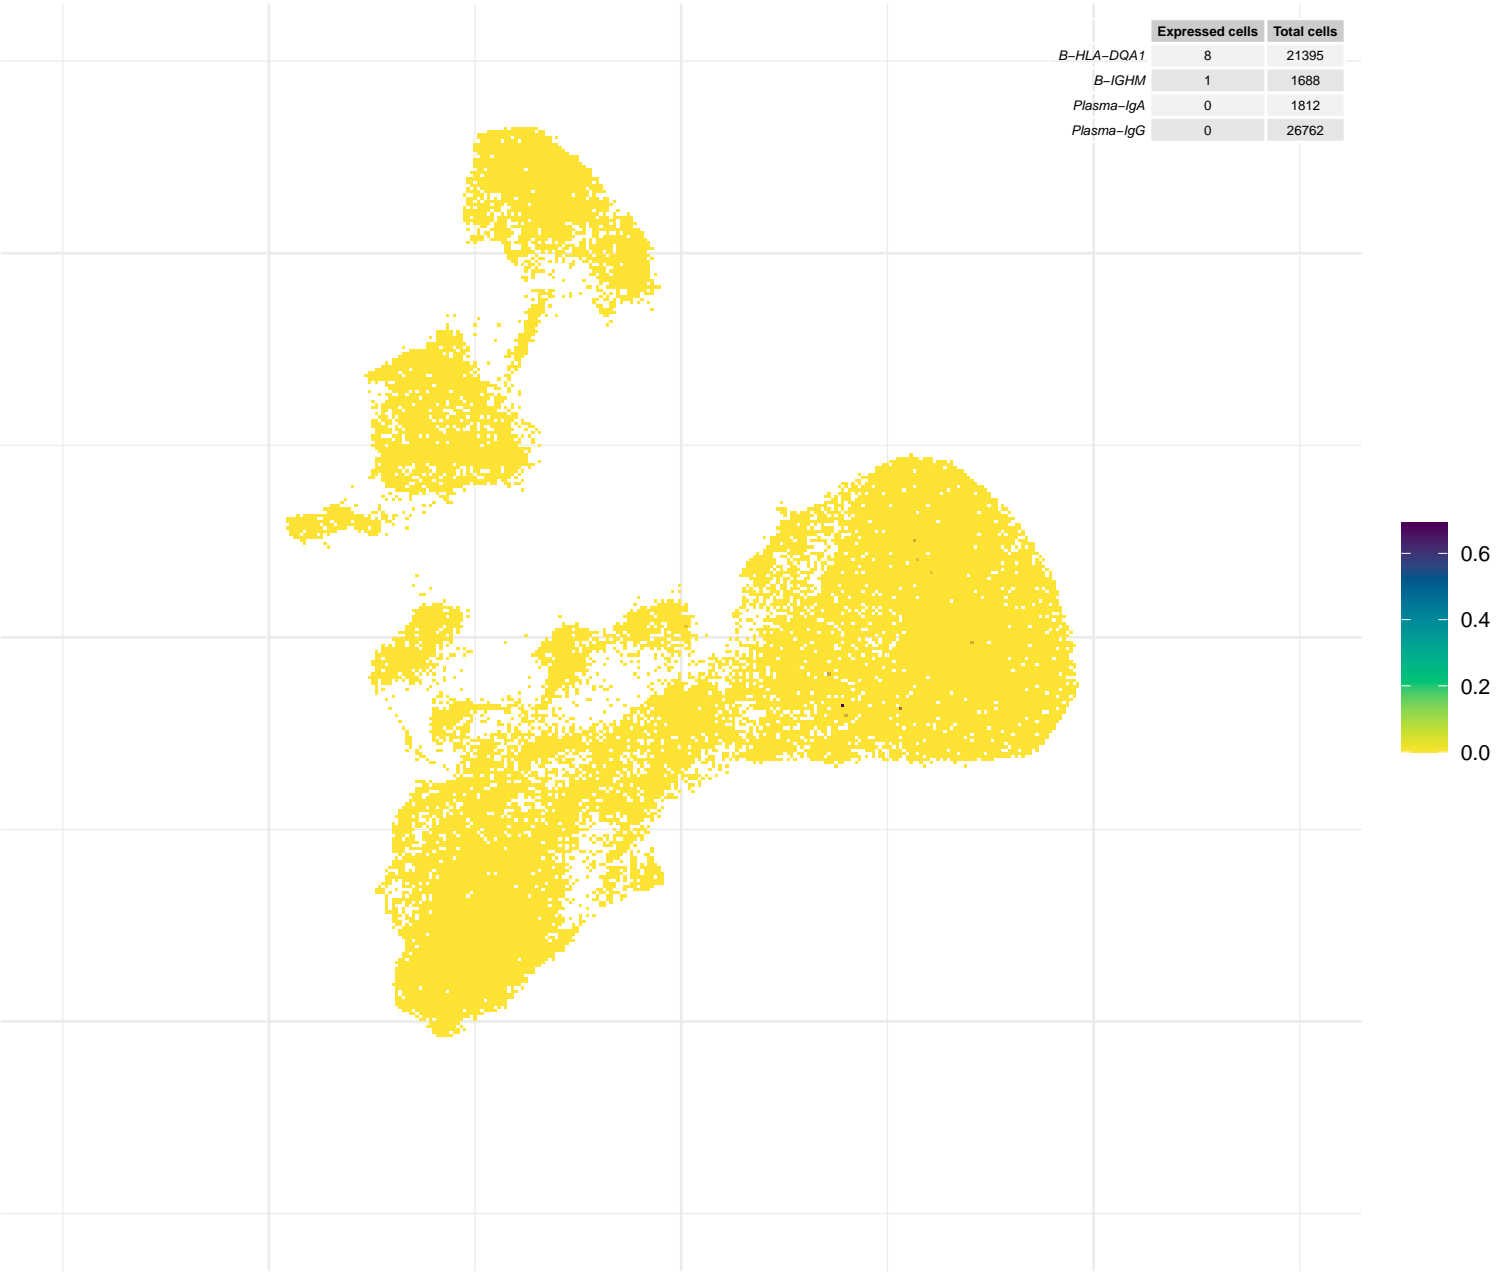 Expressed cells Total cells
B−HLA−DQA1 8 21395
B−IGHM 1 1688
Plasma−IgA 0 1812
Plasma−IgG 0 26762
0.6
0.4
0.2
0.0